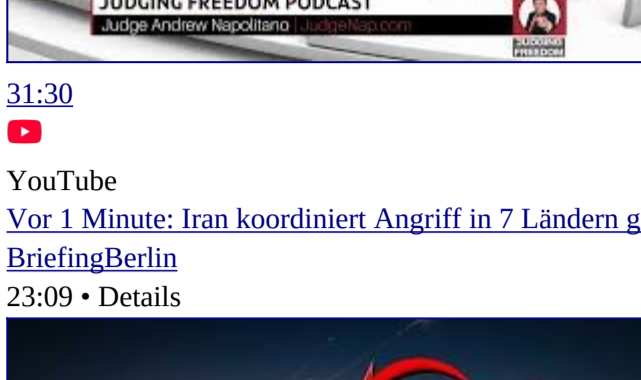 JUDGING FREEDOM PODCAST
Judge Andrew Napolitano | JudgeNap.com
JUDGING
FREEDOM
31:30
YouTube
Vor 1 Minute: Iran koordiniert Angriff in 7 Ländern g
BriefingBerlin
23:09 • Details